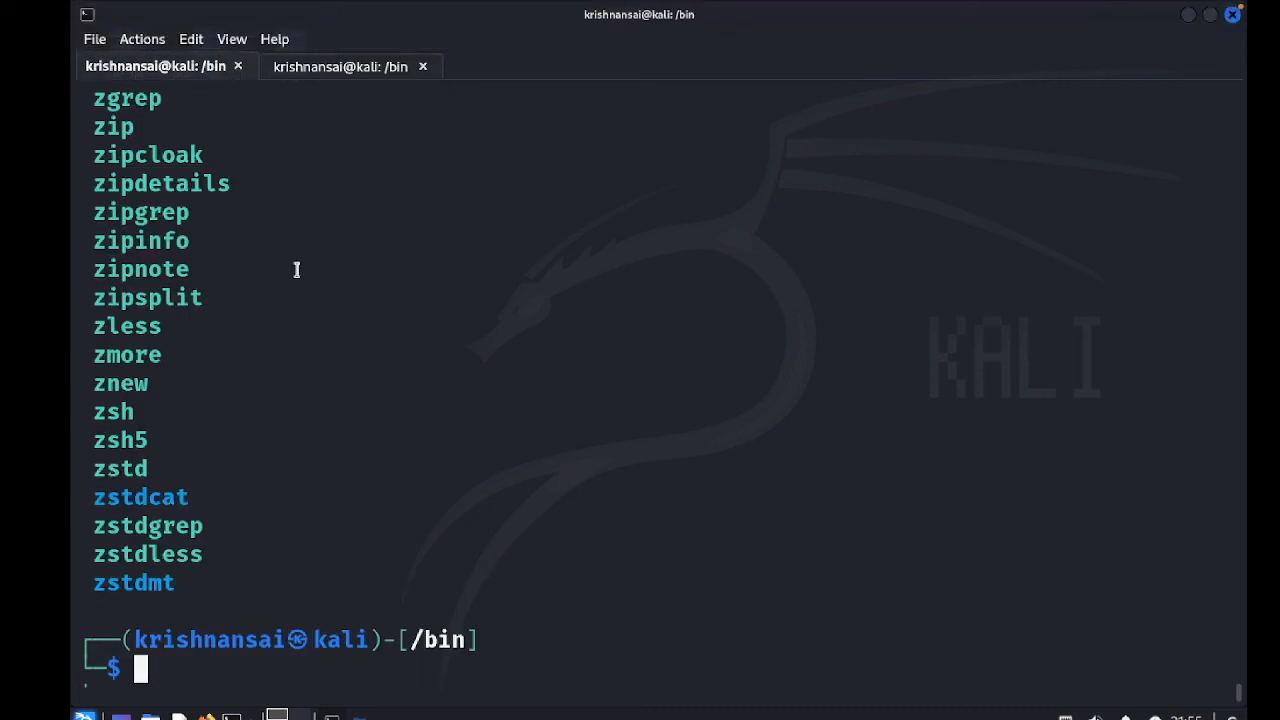 krishnansai@kali: /bin
File Actions Edit View Help
krishnansai@kali: /bin × krishnansai@kali: /bin ×
zgrep
zip
zipcloak
zipdetails
zipgrep
zipinfo
zipnote
zipsplit
zless
zmore
znew
zsh
zsh5
zstd
zstdcat
zstdgrep
zstdless
zstdmt
KALI
┌──(krishnansai㉿kali)-[/bin]
└─$